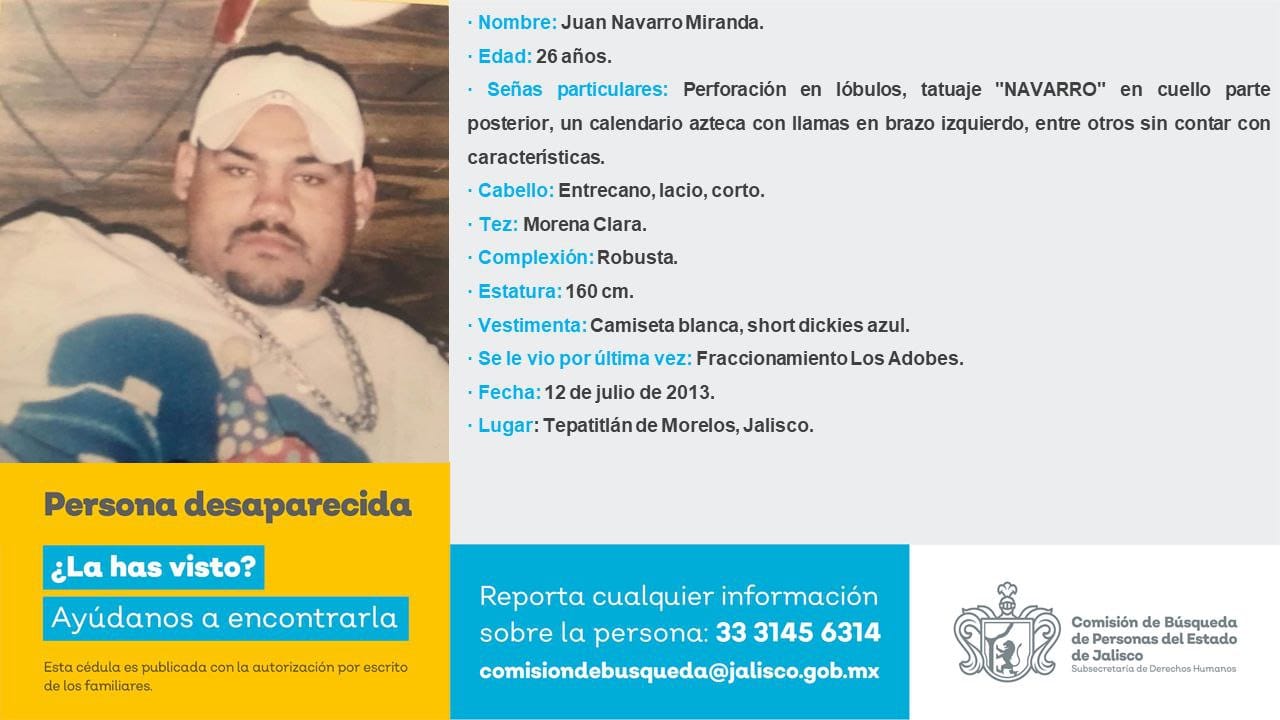 · Nombre: Juan Navarro Miranda.
· Edad: 26 años.
· Señas particulares: Perforación en lóbulos, tatuaje "NAVARRO" en cuello parte
posterior, un calendario azteca con llamas en brazo izquierdo, entre otros sin contar con
características.
· Cabello: Entrecano, lacio, corto.
· Tez: Morena Clara.
· Complexión: Robusta.
· Estatura: 160 cm.
· Vestimenta: Camiseta blanca, short dickies azul.
· Se le vio por última vez: Fraccionamiento Los Adobes.
· Fecha: 12 de julio de 2013.
· Lugar: Tepatitlán de Morelos, Jalisco.
Persona desaparecida
¿La has visto?
Ayúdanos a encontrarla
Esta cédula es publicada con la autorización por escrito
de los familiares.
Reporta cualquier información
sobre la persona: 33 3145 6314
comisiondebusqueda@jalisco.gob.mx
Comisión de Búsqueda
de Personas del Estado
de Jalisco
Subsecretaría de Derechos Humanos